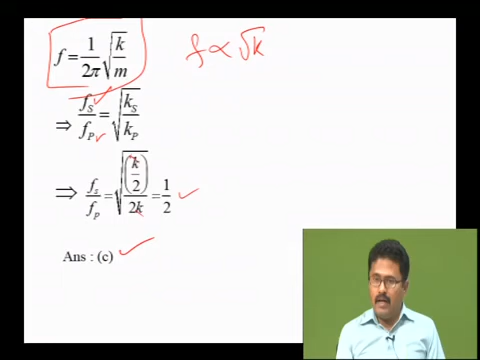 f = 1/2π √(k/m) f ∝ √k
⇒ f_S/f_P = √(k_S/k_P)
⇒ f_s/f_p = √((k/2)/2k) = 1/2
Ans : (c)